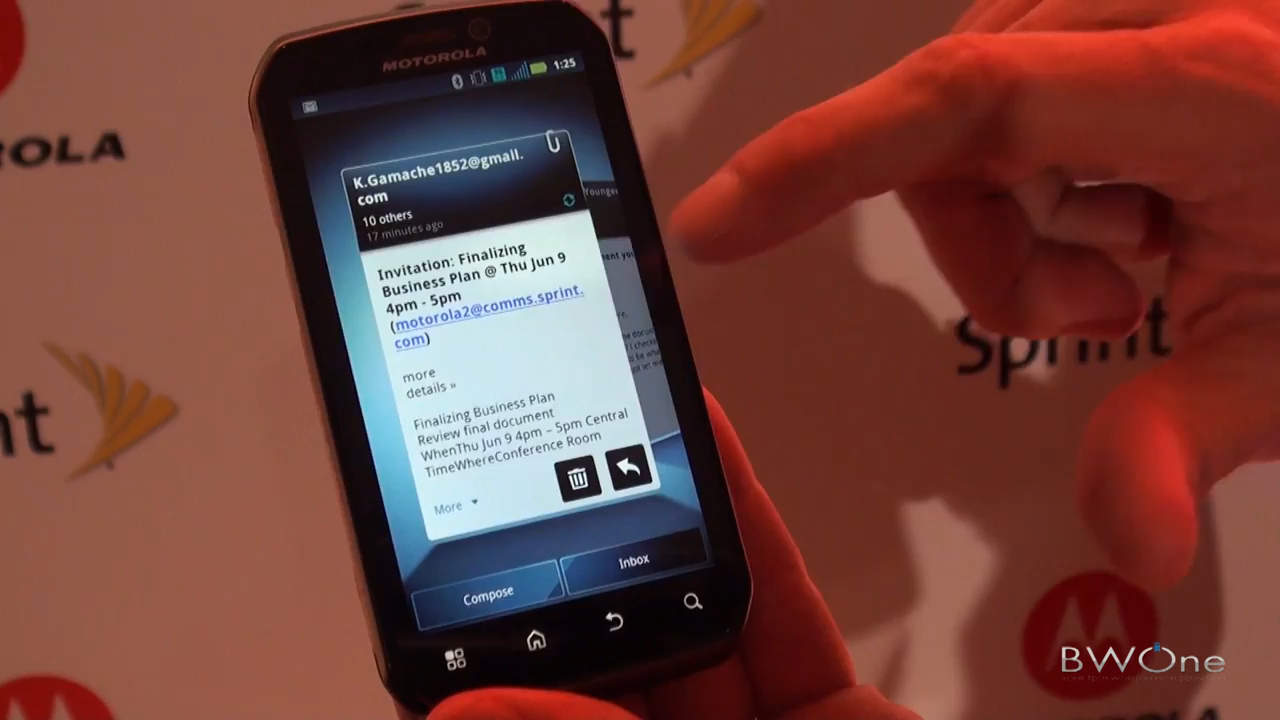 MOTOROLA
1:25
K.Gamache1852@gmail.
com
10 others
17 minutes ago
Younger
Invitation: Finalizing
Business Plan @ Thu Jun 9
4pm - 5pm
(motorola2@comms.sprint.
com)
more
details »
Finalizing Business Plan
Review final document
WhenThu Jun 9 4pm – 5pm Central
TimeWhereConference Room
More
Compose
Inbox
OLA
Sprint
nt
t
BWOne